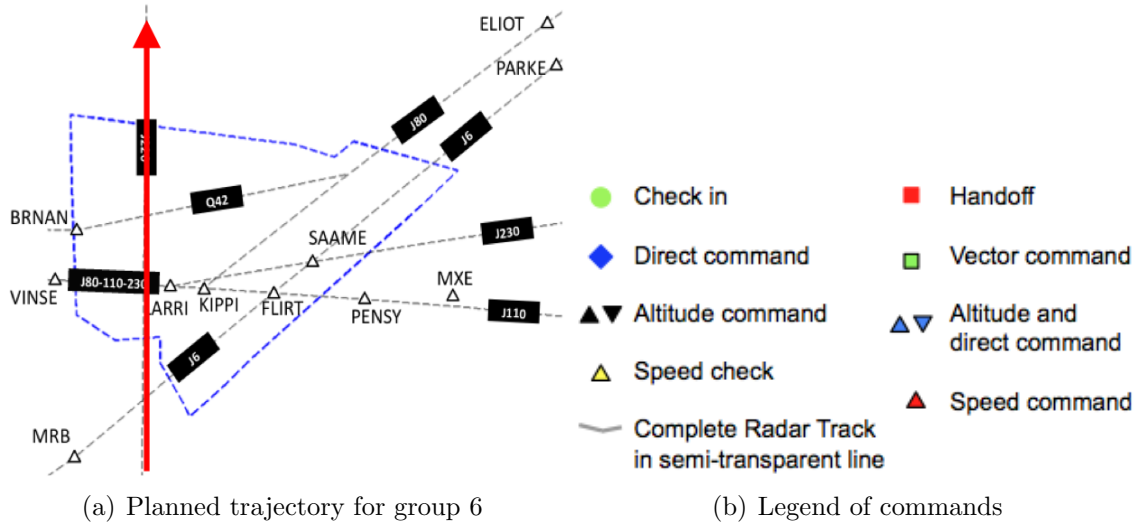 ELIOT
PARKE
J80
J6
Q42
BRNAN
SAAME
J230
J80-110-230
VINSE
ARRI
KIPPI
FLIRT
PENSY
MXE
J110
J6
MRB
(a) Planned trajectory for group 6
Check in
Handoff
Direct command
Vector command
Altitude command
Altitude and
direct command
Speed check
Speed command
Complete Radar Track
in semi-transparent line
(b) Legend of commands